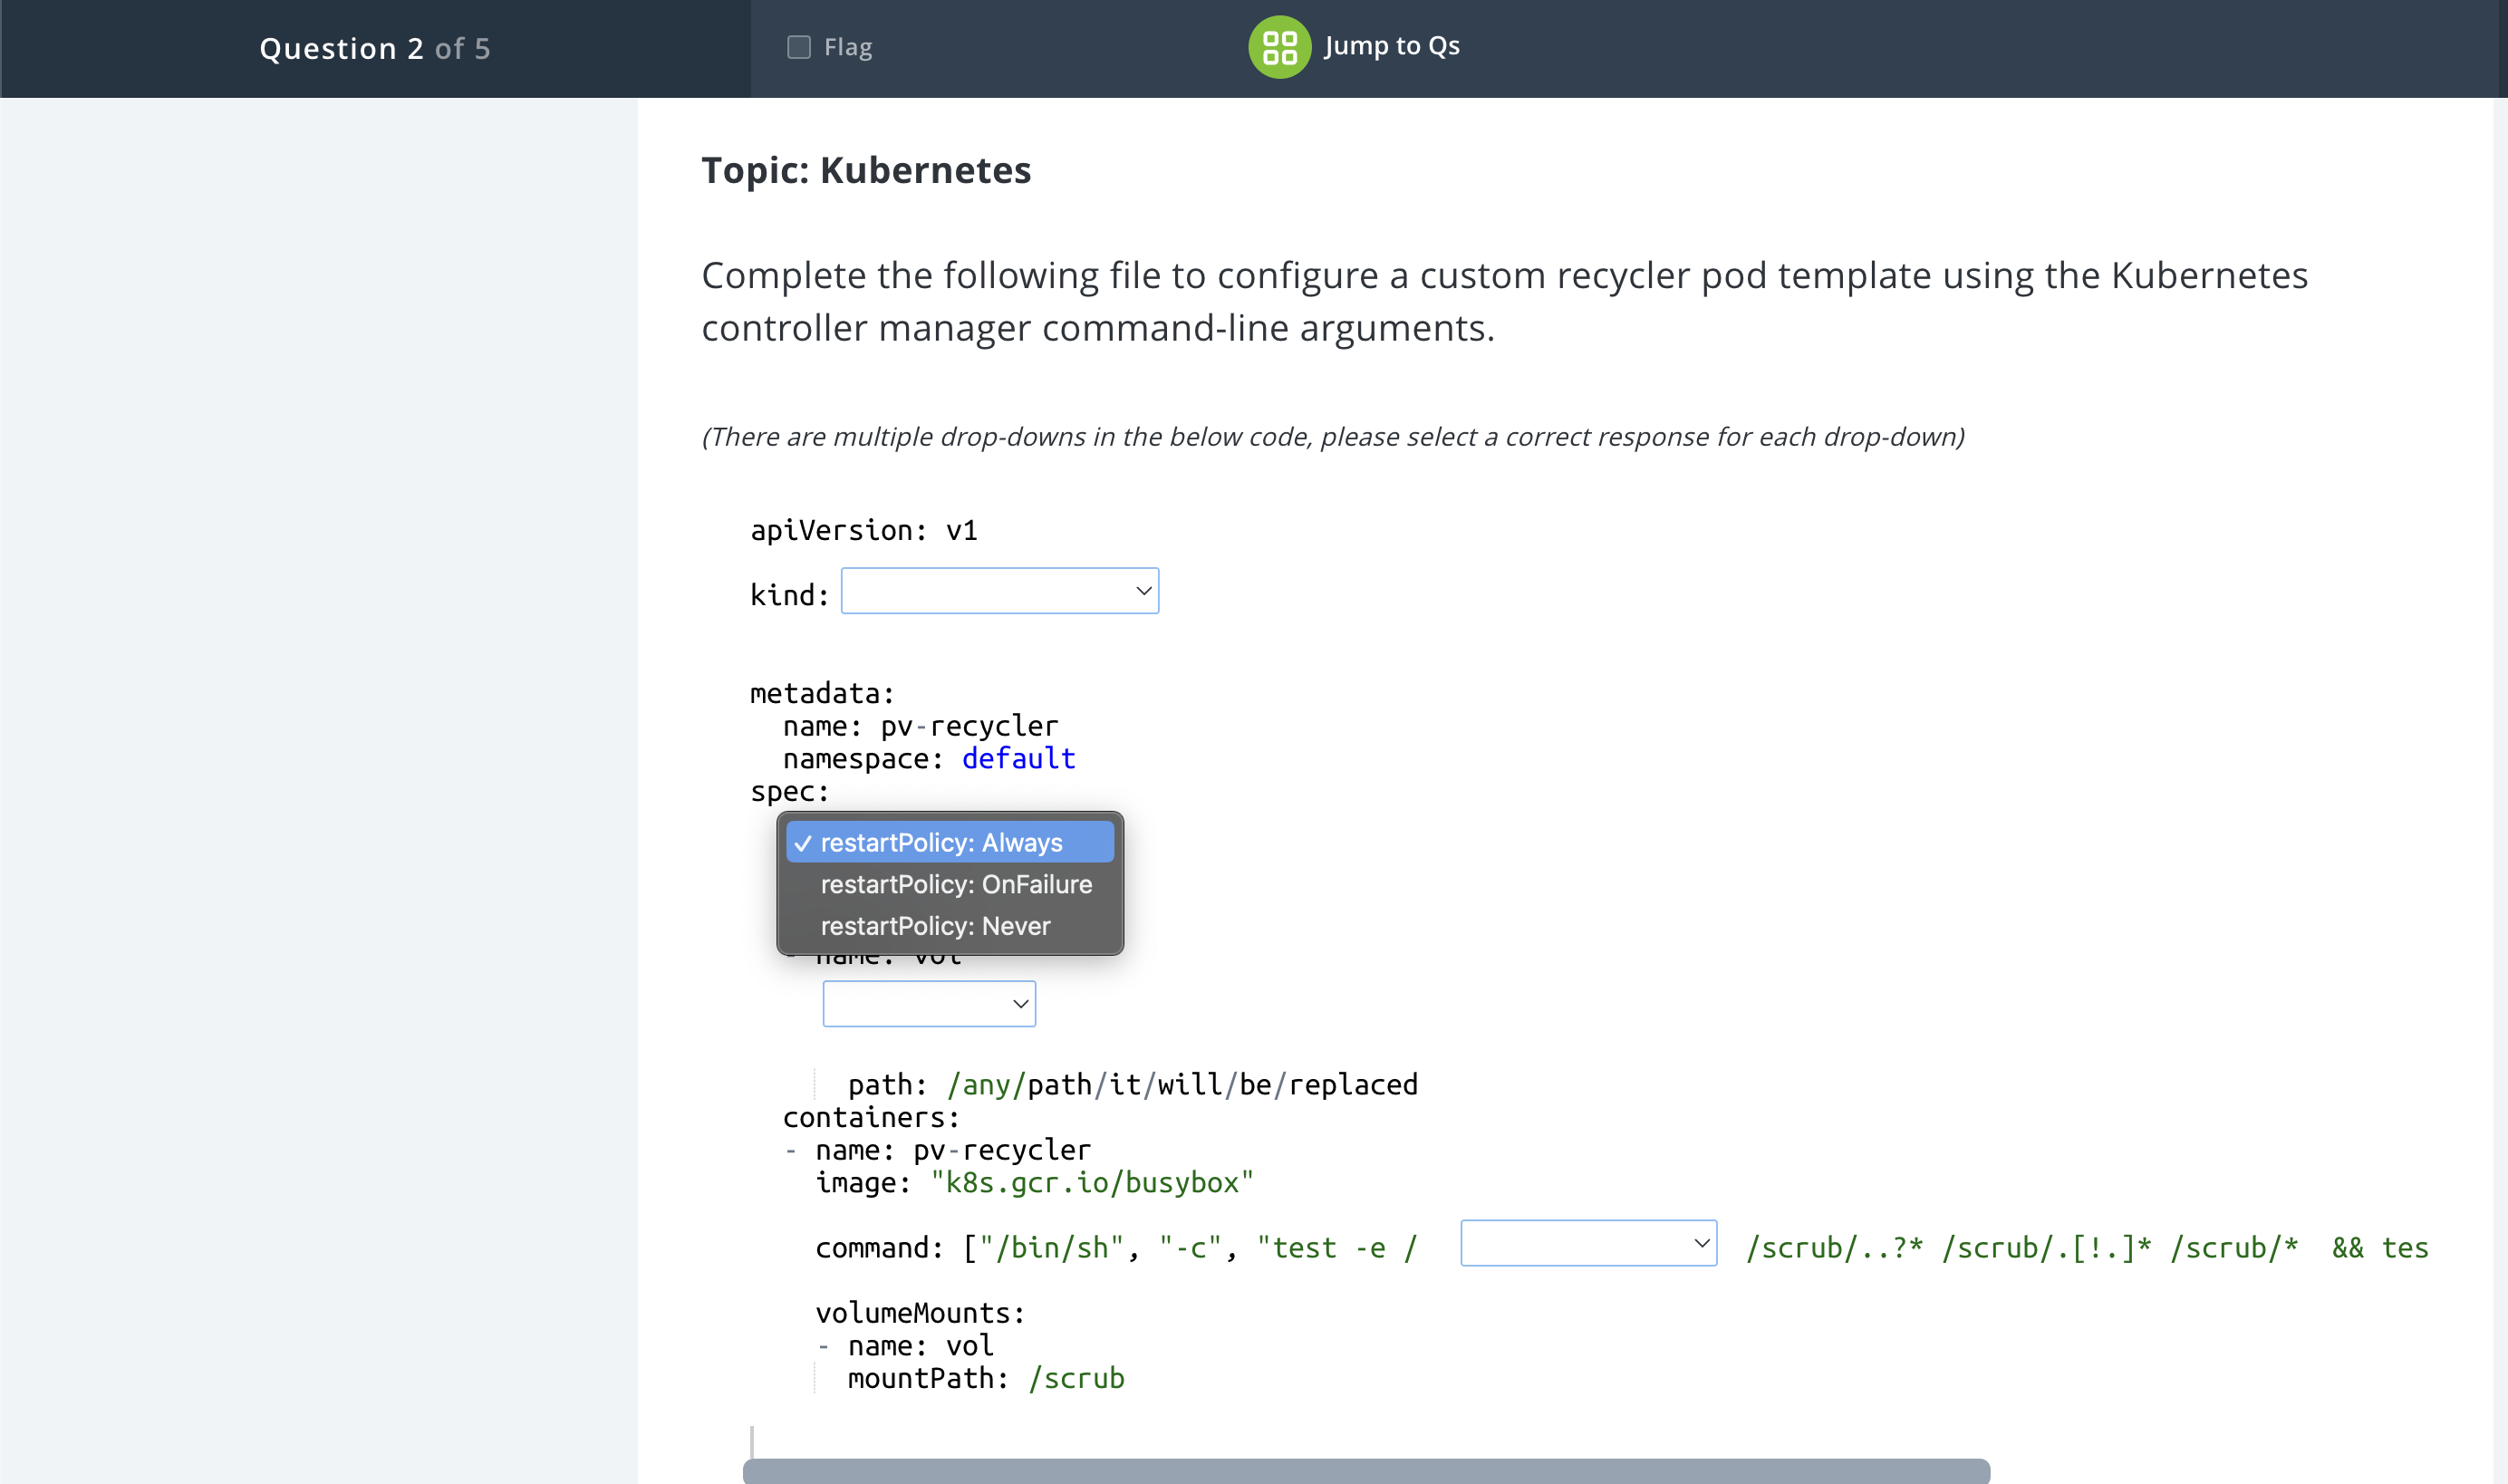 Question 2 of 5
Flag
Jump to Qs
Topic: Kubernetes
Complete the following file to configure a custom recycler pod template using the Kubernetes
controller manager command-line arguments.
(There are multiple drop-downs in the below code, please select a correct response for each drop-down)
apiVersion: v1
kind:
metadata:
  name: pv-recycler
  namespace: default
spec:
✓ restartPolicy: Always
restartPolicy: OnFailure
restartPolicy: Never
- name: vol
path: /any/path/it/will/be/replaced
containers:
- name: pv-recycler
image: "k8s.gcr.io/busybox"
command: ["/bin/sh", "-c", "test -e / /scrub/..?* /scrub/.[!.]* /scrub/*  && tes
volumeMounts:
- name: vol
mountPath: /scrub